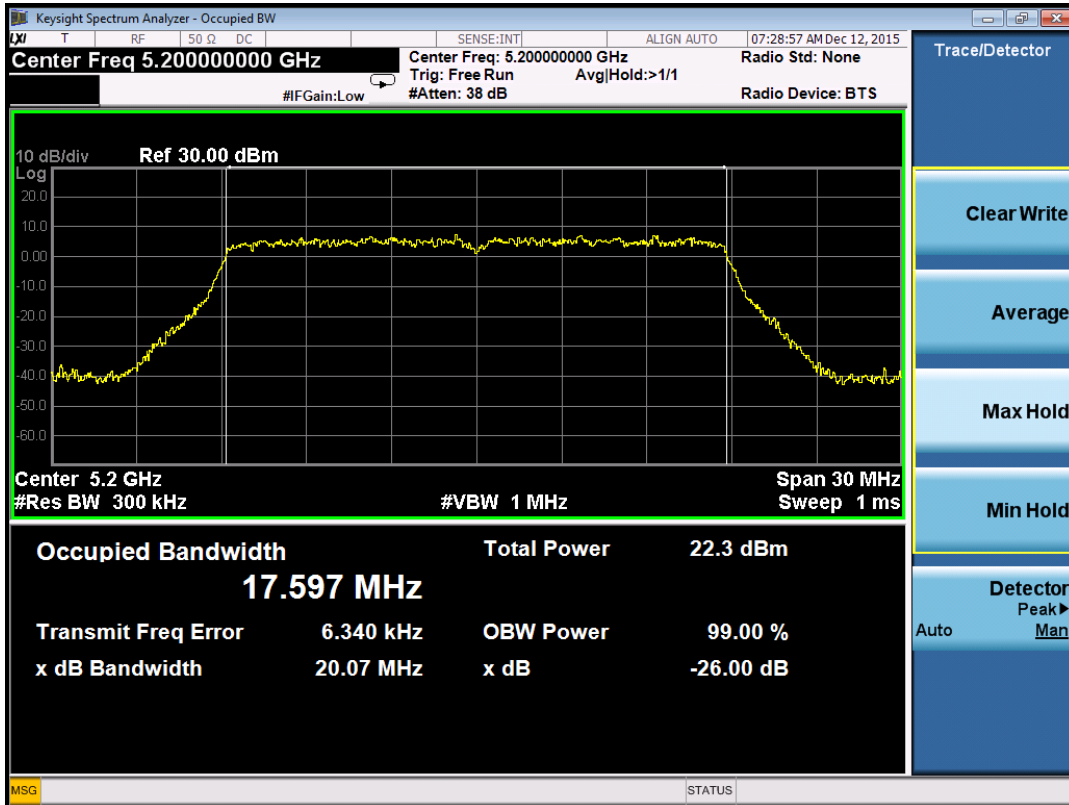 Keysight Spectrum Analyzer - Occupied BW
LXI T RF 50 Ω DC SENSE:INT ALIGN AUTO 07:28:57 AM Dec 12, 2015
Center Freq 5.200000000 GHz
Center Freq: 5.200000000 GHz
Radio Std: None
Trig: Free Run Avg|Hold:>1/1
#IFGain:Low
#Atten: 38 dB
Radio Device: BTS
10 dB/div Ref 30.00 dBm
Log
20.0
10.0
0.00
-10.0
-20.0
-30.0
-40.0
-50.0
-60.0
Center 5.2 GHz Span 30 MHz
#Res BW 300 kHz #VBW 1 MHz Sweep 1 ms
Occupied Bandwidth Total Power 22.3 dBm
17.597 MHz
Transmit Freq Error 6.340 kHz OBW Power 99.00 %
x dB Bandwidth 20.07 MHz x dB -26.00 dB
Trace/Detector
Clear Write
Average
Max Hold
Min Hold
Detector
Peak▶
Auto Man
MSG STATUS